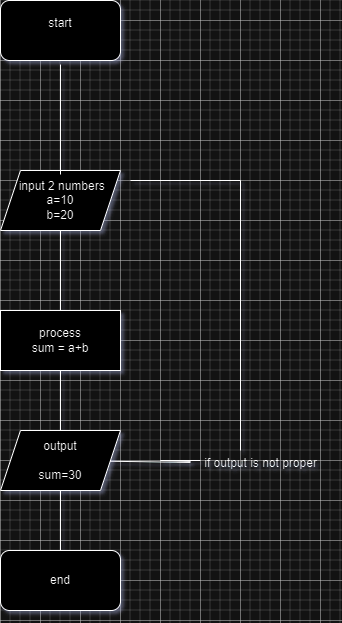 start
input 2 numbers
a=10
b=20
process
sum = a+b
output
sum=30
if output is not proper
end